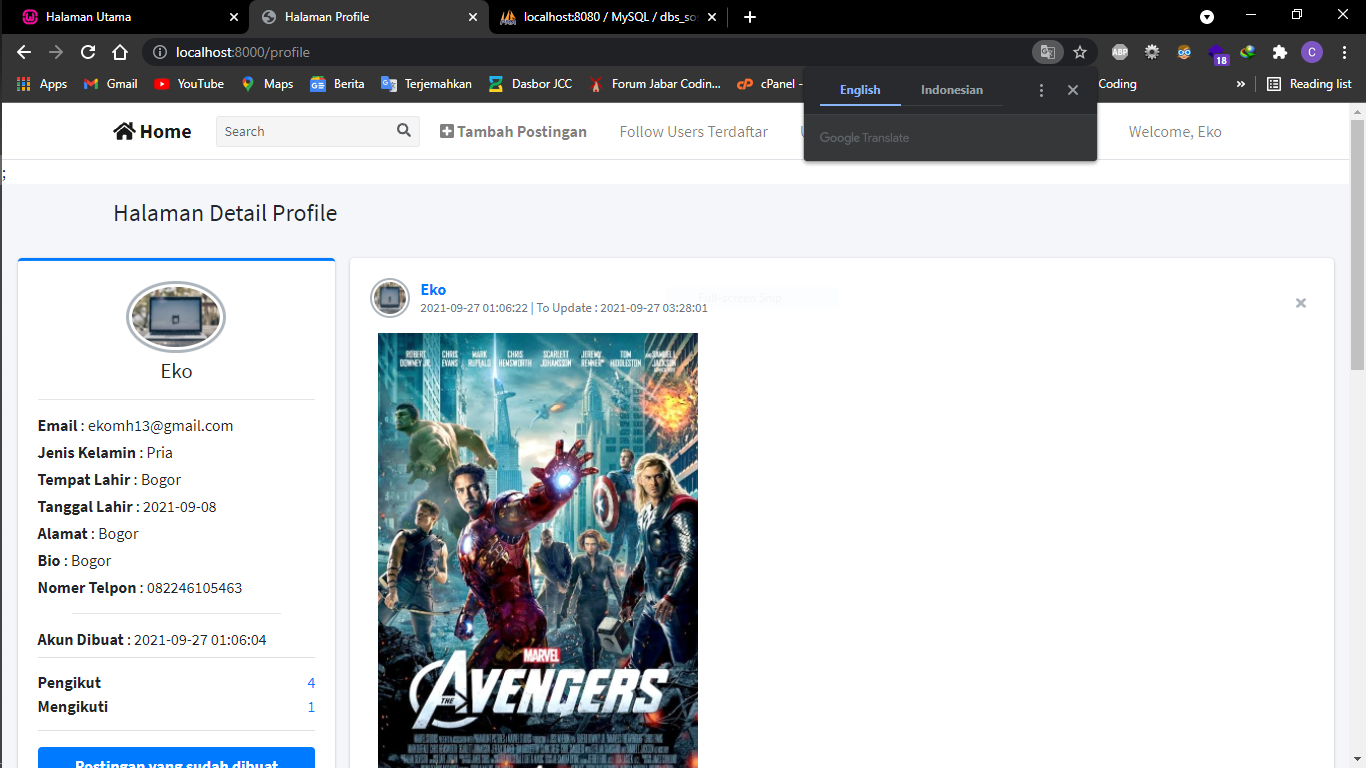 Halaman Utama
Halaman Profile
localhost:8080 / MySQL / dbs_so
localhost:8000/profile
ABP
18
C
Apps
Gmail
YouTube
Maps
Berita
Terjemahkan
Dasbor JCC
Forum Jabar Codin...
cPanel -
Coding
»
Reading list
English
Indonesian
Google Translate
Home
Search
Tambah Postingan
Follow Users Terdaftar
Welcome, Eko
;
Halaman Detail Profile
Eko
Email : ekomh13@gmail.com
Jenis Kelamin : Pria
Tempat Lahir : Bogor
Tanggal Lahir : 2021-09-08
Alamat : Bogor
Bio : Bogor
Nomer Telpon : 082246105463
Akun Dibuat : 2021-09-27 01:06:04
Pengikut 4
Mengikuti 1
Postingan yang sudah dibuat
Eko
2021-09-27 01:06:22 | To Update : 2021-09-27 03:28:01
Full-screen Snip
ROBERT DOWNEY JR.
CHRIS EVANS
MARK RUFFALO
CHRIS HEMSWORTH
SCARLETT JOHANSSON
JEREMY RENNER
TOM HIDDLESTON
AND SAMUEL L. JACKSON
MARVEL
THE AVENGERS